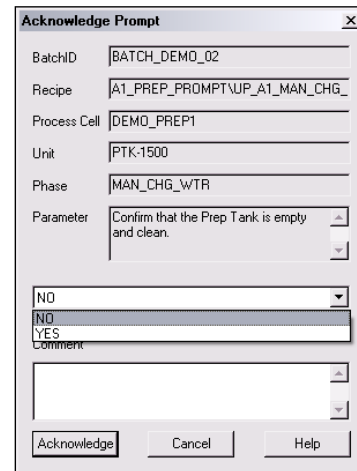 Acknowledge Prompt
BatchID BATCH_DEMO_02
Recipe A1_PREP_PROMPT\UP_A1_MAN_CHG_
Process Cell DEMO_PREP1
Unit PTK-1500
Phase MAN_CHG_WTR
Parameter Confirm that the Prep Tank is empty
and clean.
NO
NO
YES
Comment
Acknowledge Cancel Help